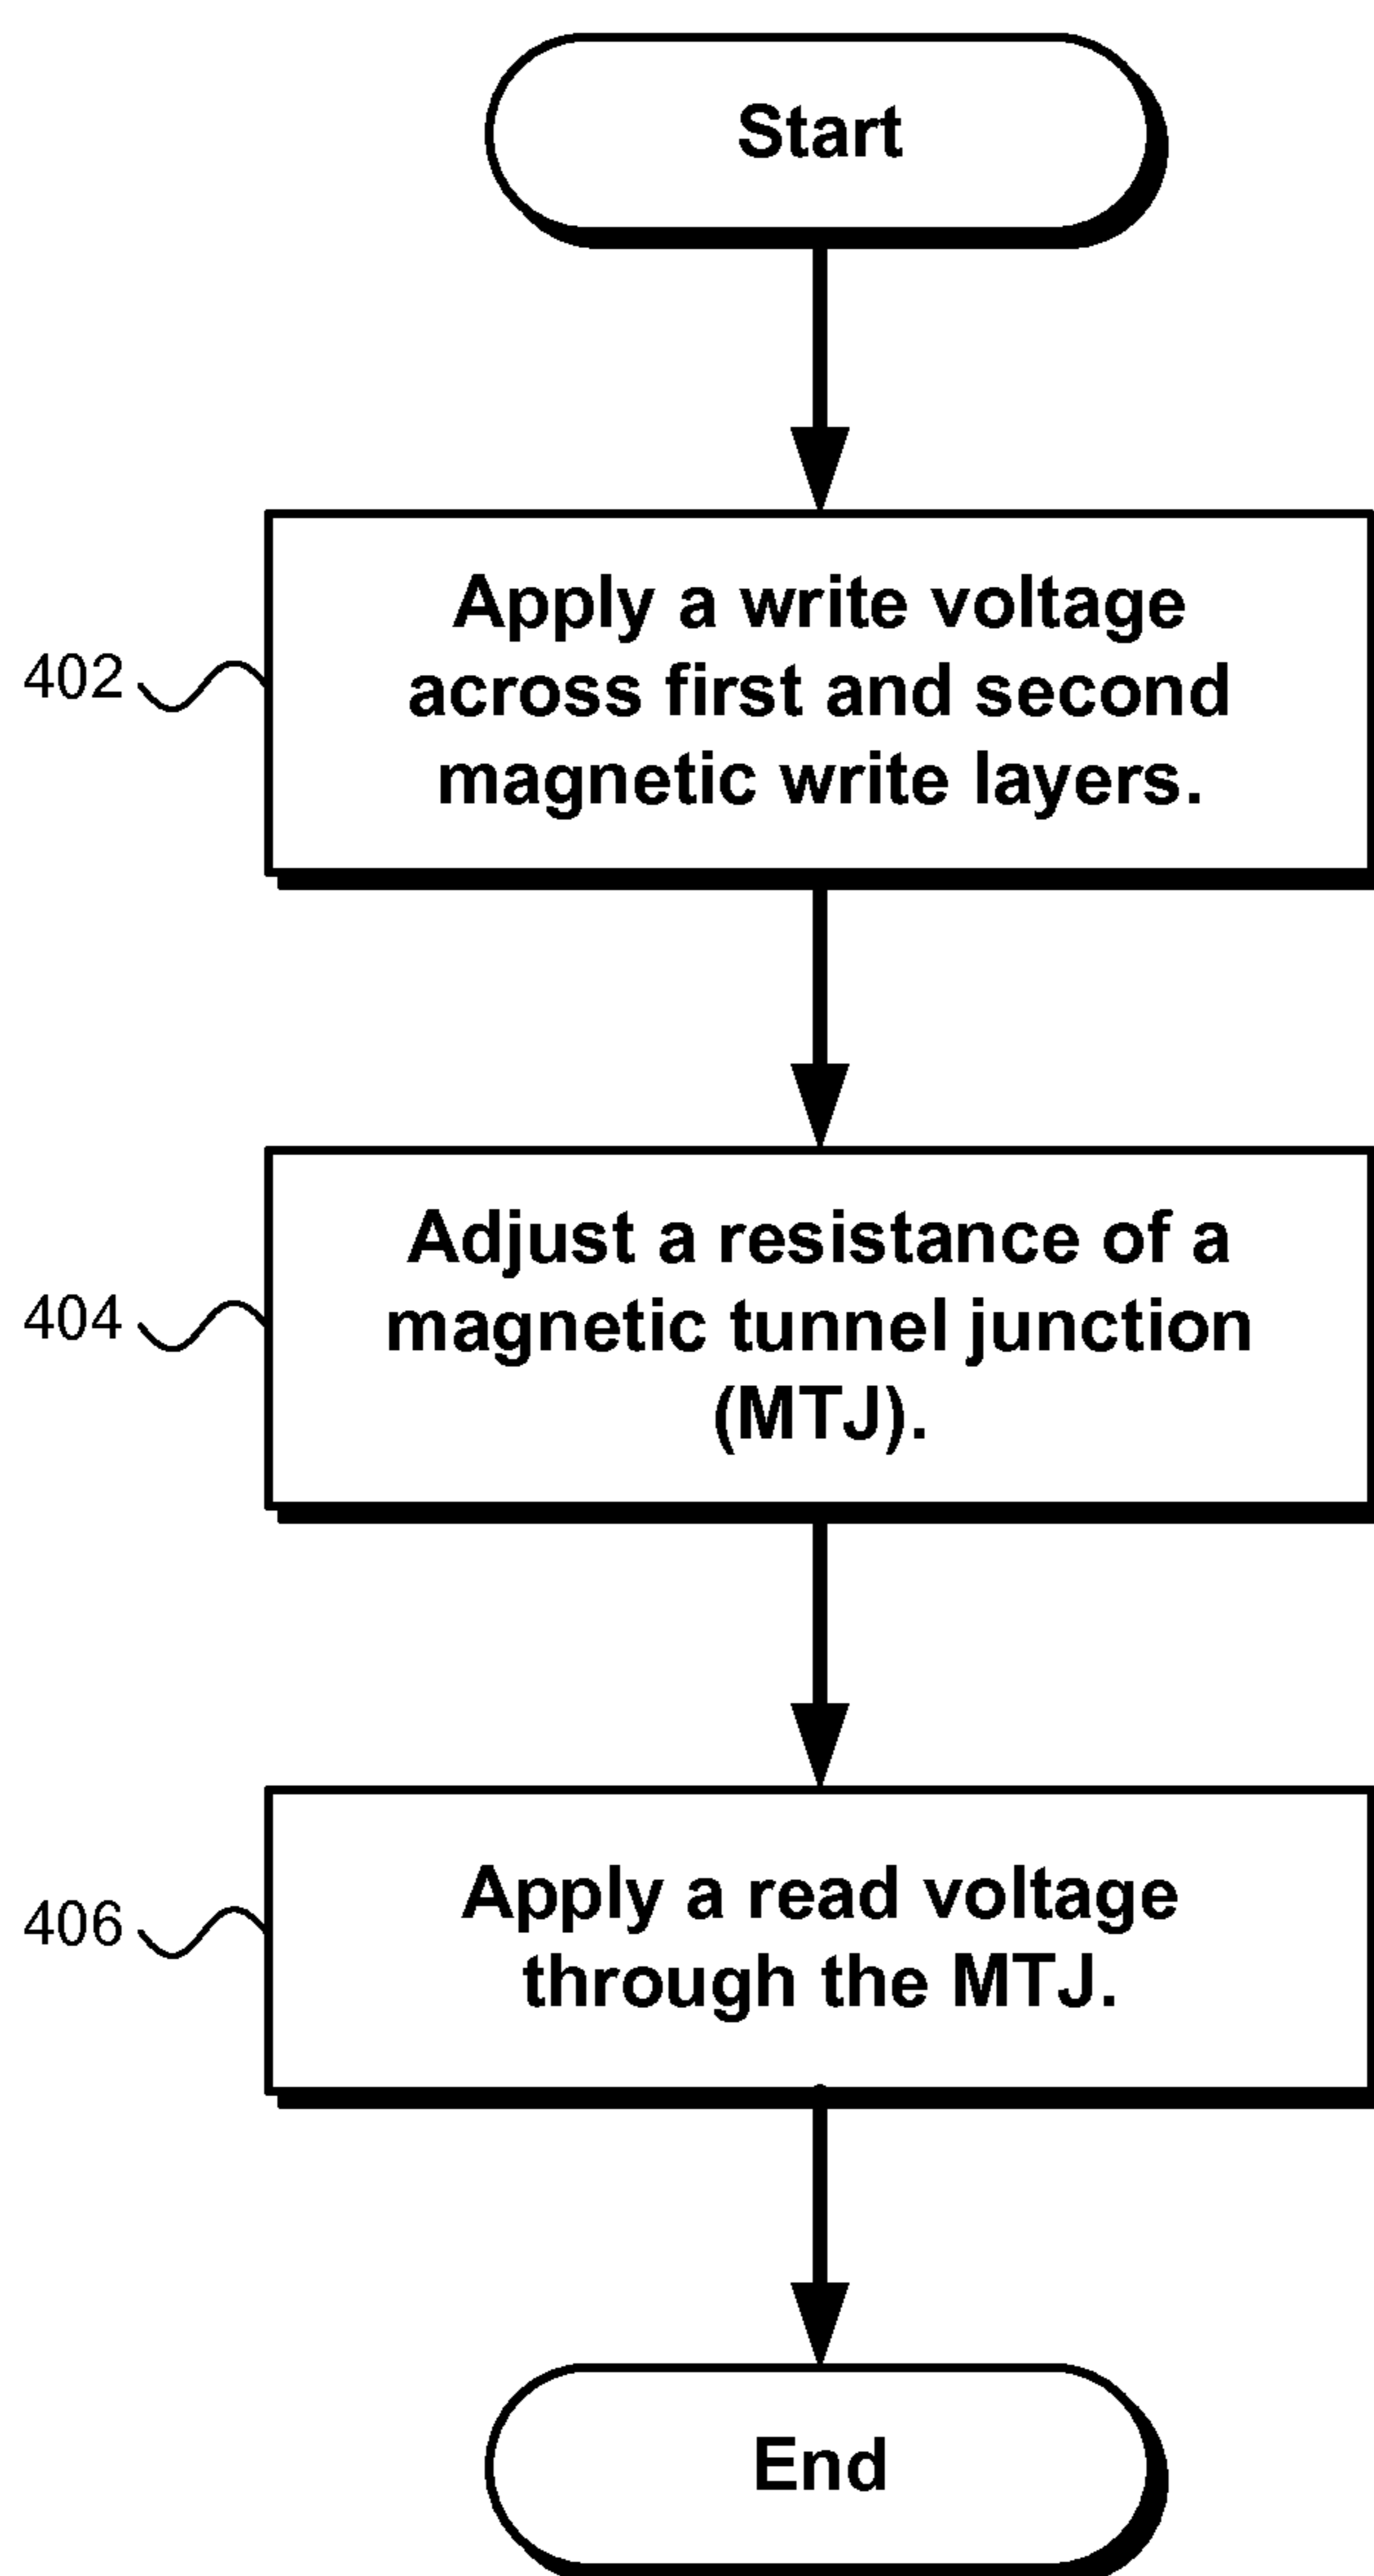 Start
402
Apply a write voltage
across first and second
magnetic write layers.
404
Adjust a resistance of a
magnetic tunnel junction
(MTJ).
406
Apply a read voltage
through the MTJ.
End